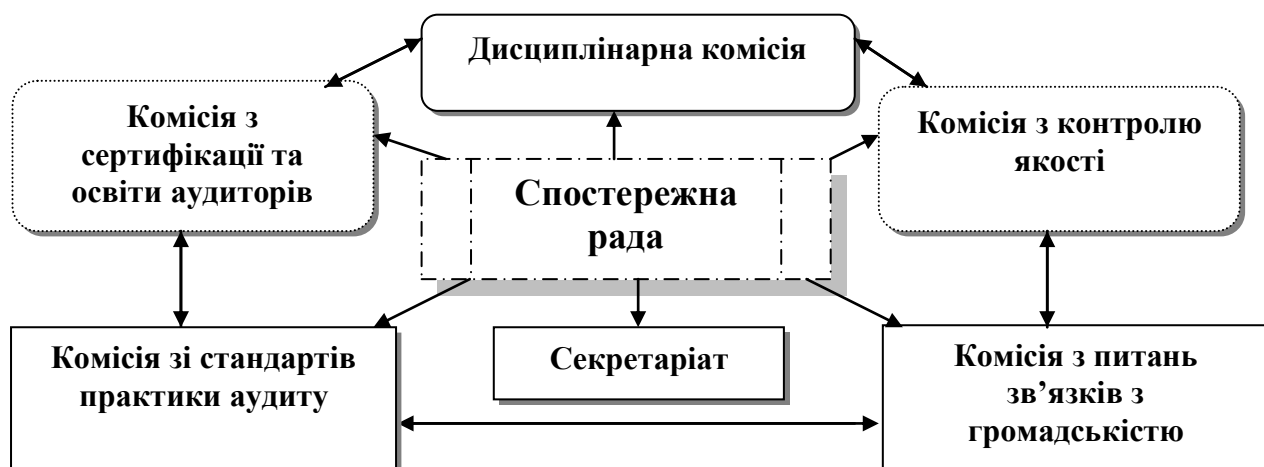 Дисциплінарна комісія
Комісія з
сертифікації та
освіти аудиторів
Комісія з контролю
якості
Спостережна
рада
Комісія зі стандартів
практики аудиту
Секретаріат
Комісія з питань
зв’язків з
громадськістю